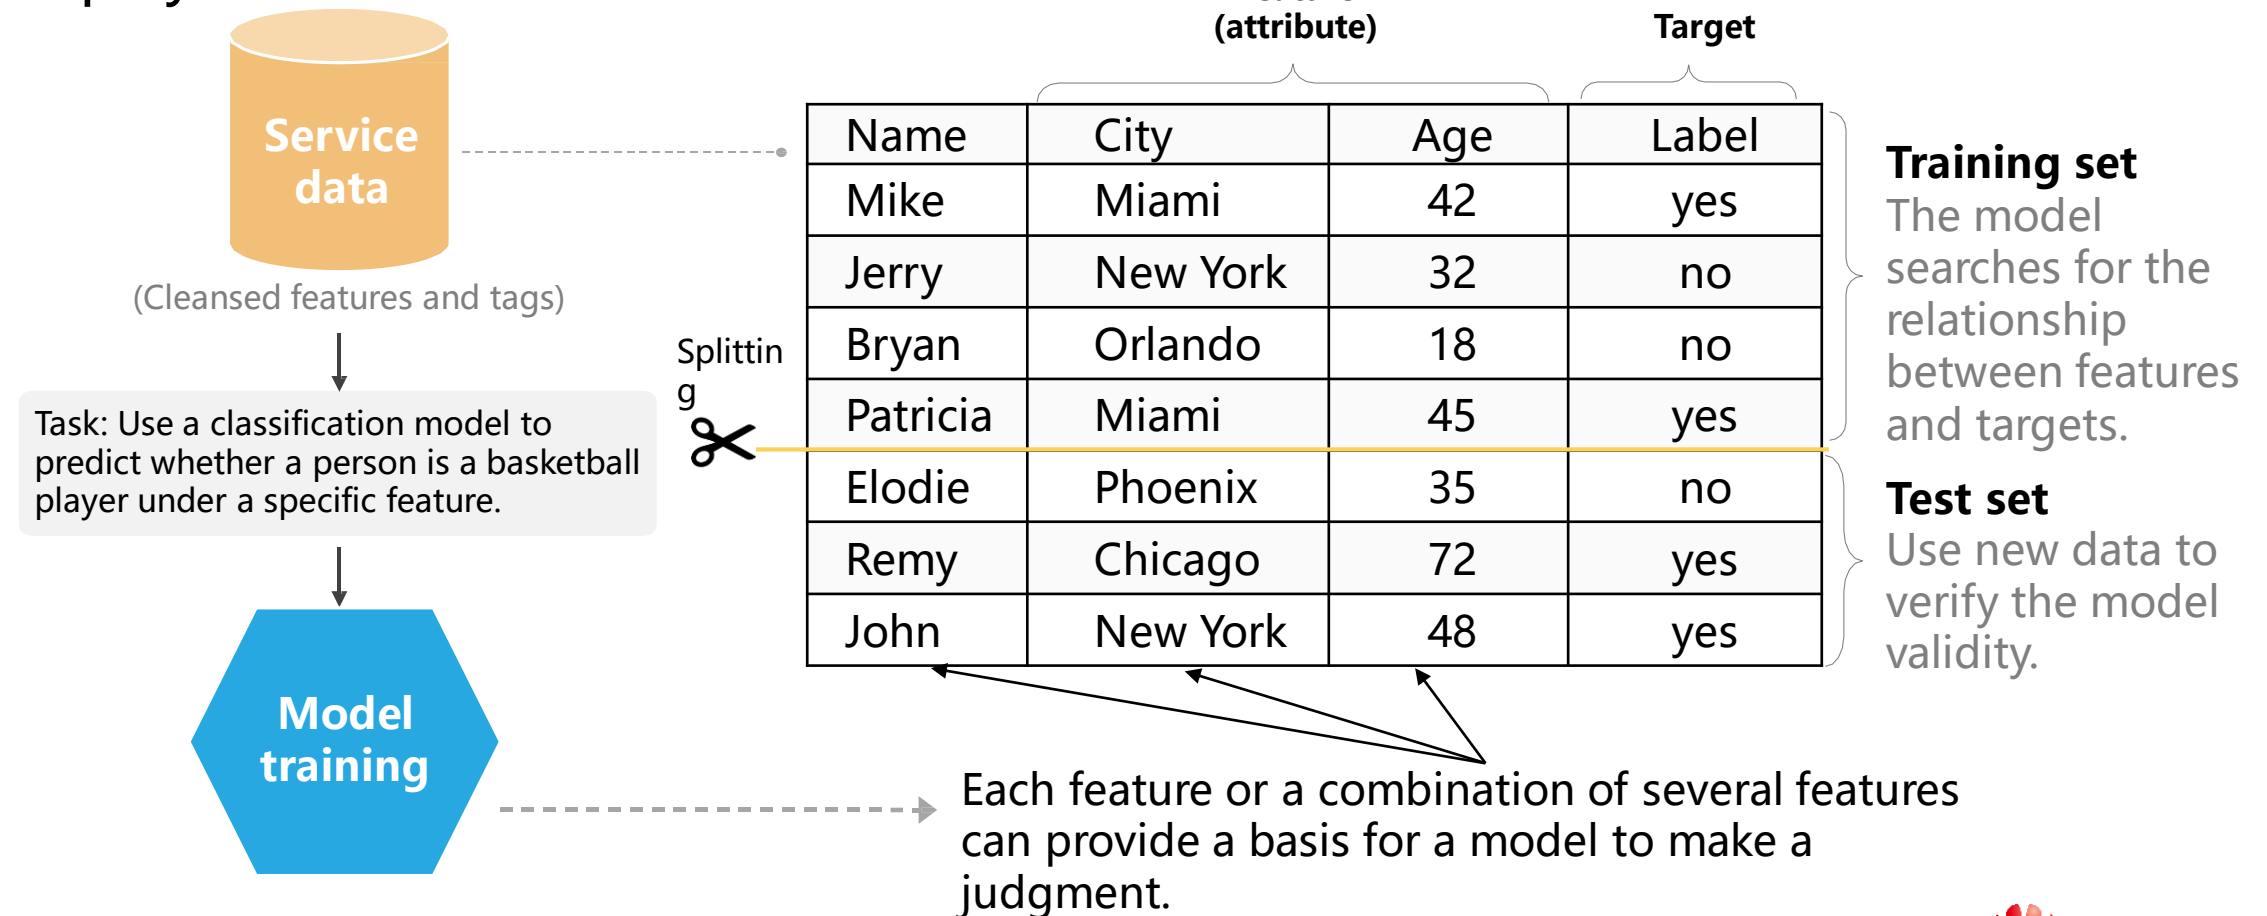 (attribute)
Target
Service
data
(Cleansed features and tags)
Task: Use a classification model to
predict whether a person is a basketball
player under a specific feature.
Model
training
Splittin
g
Name City Age Label
Mike Miami 42 yes
Jerry New York 32 no
Bryan Orlando 18 no
Patricia Miami 45 yes
Elodie Phoenix 35 no
Remy Chicago 72 yes
John New York 48 yes
Training set
The model
searches for the
relationship
between features
and targets.
Test set
Use new data to
verify the model
validity.
Each feature or a combination of several features
can provide a basis for a model to make a
judgment.